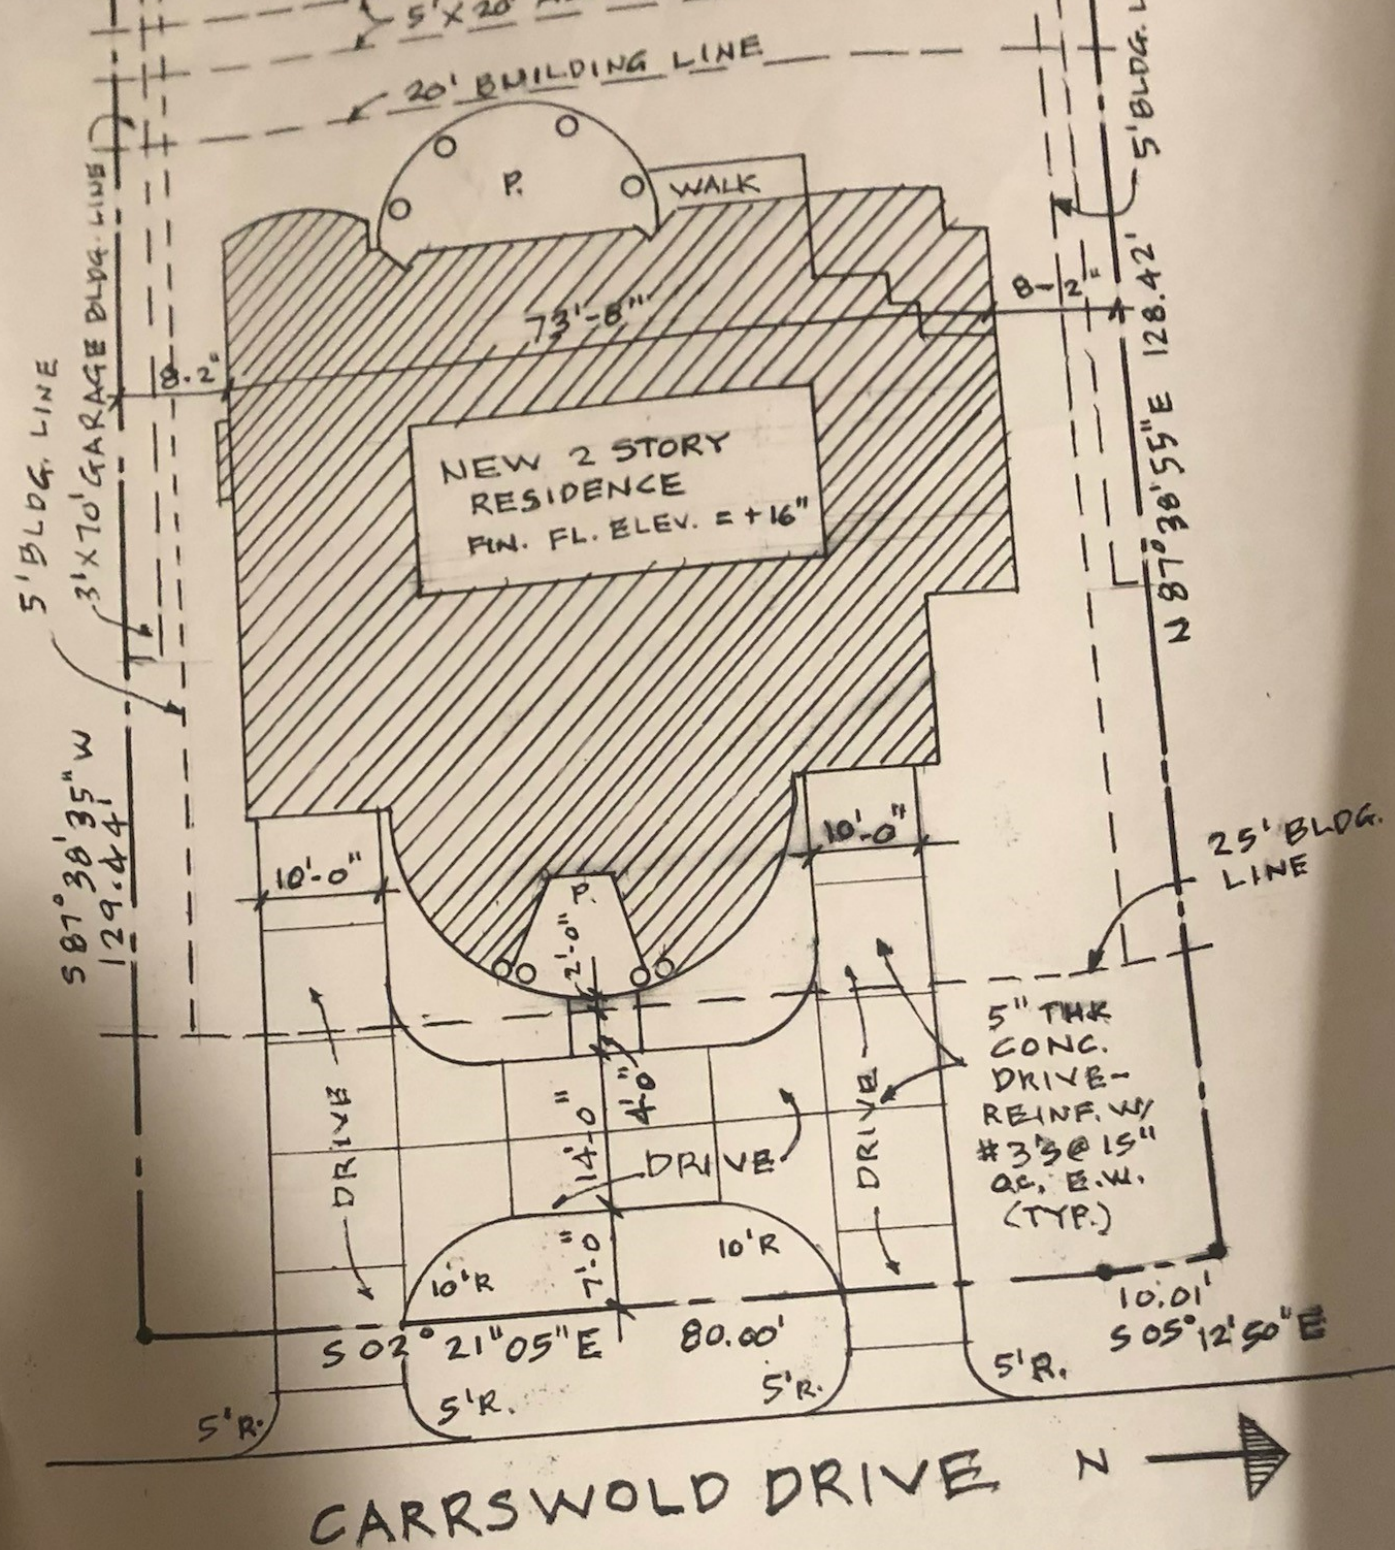 5' X 20'
20' BUILDING LINE
5' BLDG. L
P.
WALK
3' X 70' GARAGE BLDG. LINE
5' BLDG. LINE
73'-8"
8-2"
8-2"
N 87° 38' 55" E 128.42'
NEW 2 STORY
RESIDENCE
FIN. FL. ELEV. = +16"
S 87° 38' 35" W
129.44'
10'-0"
10'-0"
25' BLDG.
LINE
P.
2'-0"
4'-0"
14'-0"
7'-0"
DRIVE
DRIVE
DRIVE
5" THK
CONC.
DRIVE-
REINF. W/
#3's @ 15"
OC. E.W.
(TYP.)
10'R
10'R
S 02° 21" 05" E
80.00'
10.01'
S 05° 12' 50" E
5'R.
5'R.
5'R.
5'R.
CARRSWOLD DRIVE
N